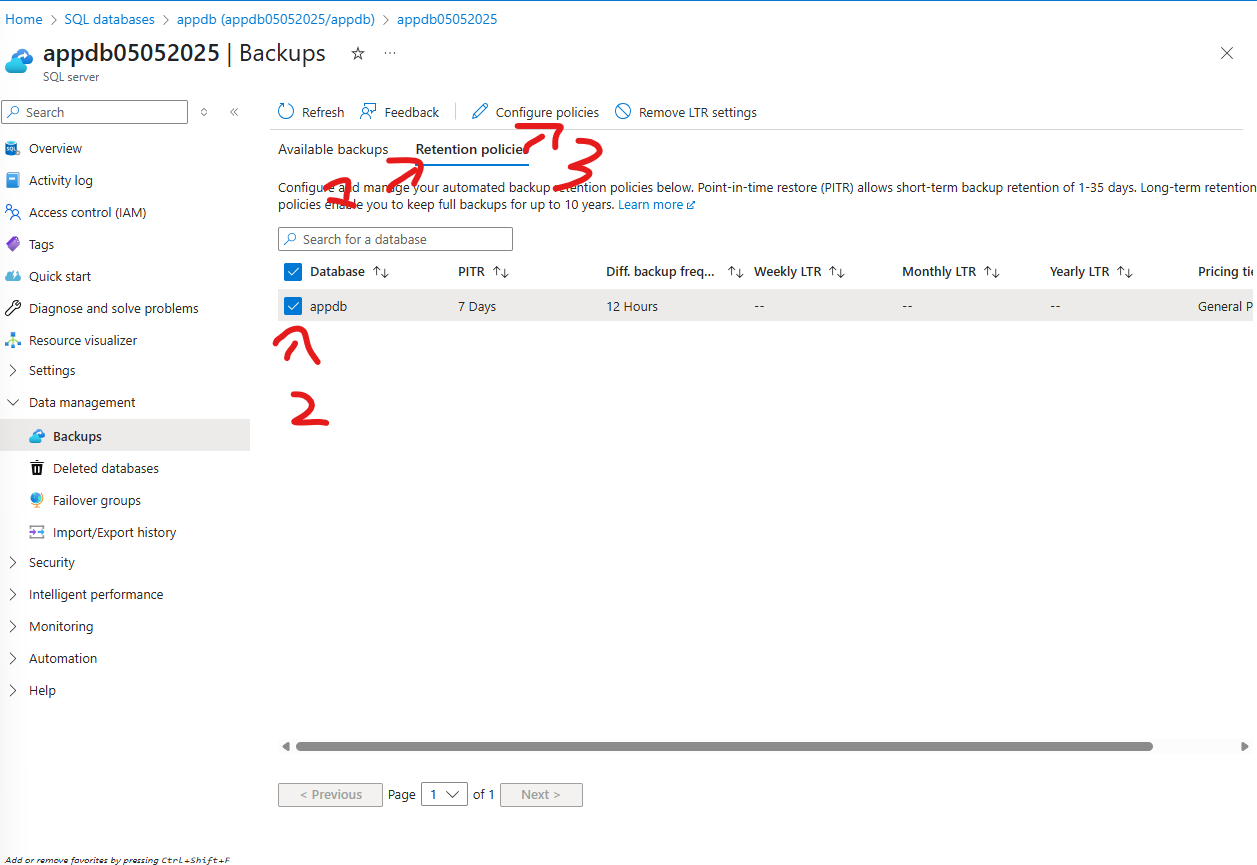 Home > SQL databases > appdb (appdb05052025/appdb) > appdb05052025
appdb05052025 | Backups
SQL server
Search
Refresh Feedback Configure policies Remove LTR settings
Overview
Activity log
Access control (IAM)
Tags
Quick start
Diagnose and solve problems
Resource visualizer
Settings
Data management
Backups
Deleted databases
Failover groups
Import/Export history
Security
Intelligent performance
Monitoring
Automation
Help
Available backups Retention policies
1
3
Configure and manage your automated backup retention policies below. Point-in-time restore (PITR) allows short-term backup retention of 1-35 days. Long-term retention
policies enable you to keep full backups for up to 10 years. Learn more
Search for a database
Database PITR Diff. backup freq... Weekly LTR Monthly LTR Yearly LTR Pricing tie
appdb 7 Days 12 Hours -- -- -- General P
2
< Previous Page 1 of 1 Next >
Add or remove favorites by pressing Ctrl+Shift+F